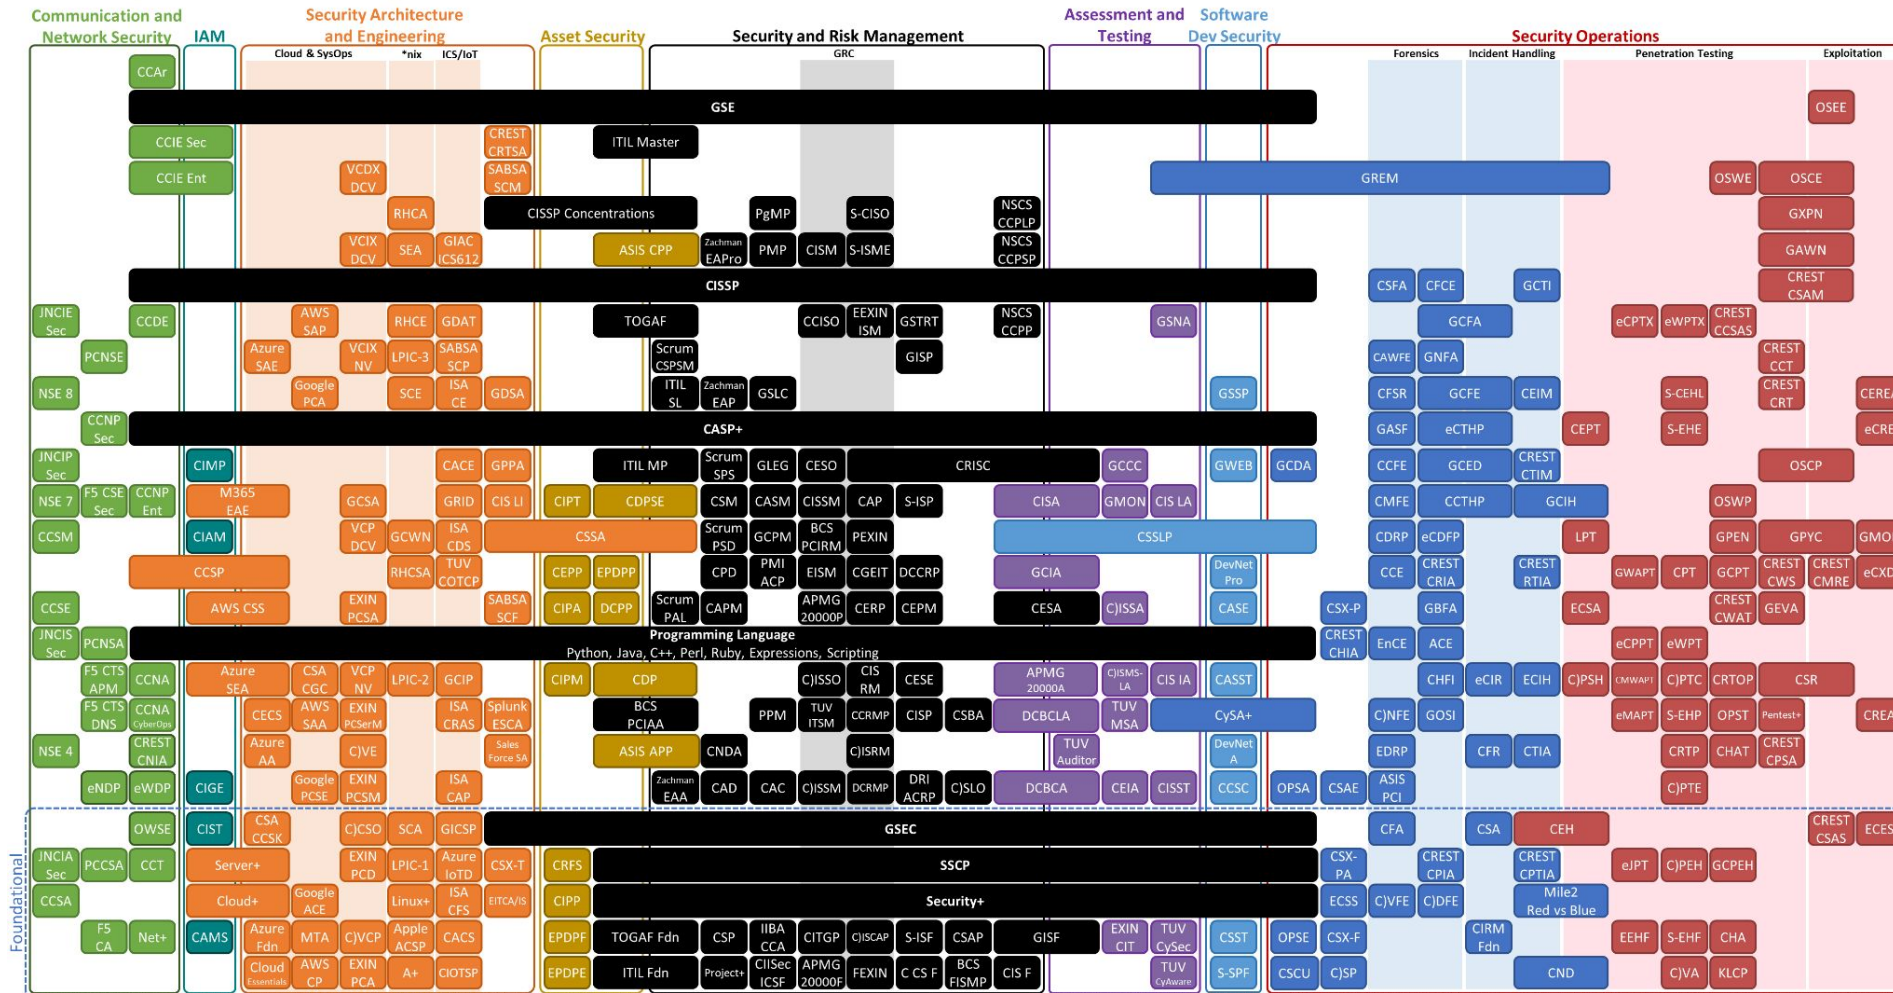 Communication and Network Security
IAM
Security Architecture and Engineering
Asset Security
Security and Risk Management
Assessment and Testing
Software Dev Security
Security Operations
Cloud & SysOps
*nix
ICS/IoT
GRC
Forensics
Incident Handling
Penetration Testing
Exploitation
CCAr
GSE
OSEE
CCIE Sec
CREST CRTSA
ITIL Master
CCIE Ent
VCDX DCV
SABSA SCM
GREM
OSWE
OSCE
RHCA
CISSP Concentrations
PgMP
S-CISO
NSCS CCPLP
GXPN
VCIX DCV
SEA
GIAC ICS612
ASIS CPP
Zachman EAPro
PMP
CISM
S-ISME
NSCS CCPSP
GAWN
CISSP
CSFA
CFCE
GCTI
CREST CSAM
JNCIE Sec
CCDE
AWS SAP
RHCE
GDAT
TOGAF
CCISO
EEXIN ISM
GSTRT
NSCS CCPP
GSNA
GCFA
eCPTX
eWPTX
CREST CCSAS
PCNSE
Azure SAE
VCIX NV
LPIC-3
SABSA SCP
Scrum CSPSM
GISP
CAWFE
GNFA
CREST CCT
NSE 8
Google PCA
SCE
ISA CE
GDSA
ITIL SL
Zachman EAP
GSLC
GSSP
CFSR
GCFE
CEIM
S-CEHL
CREST CRT
CEREA
CCNP Sec
CASP+
GASF
eCTHP
CEPT
S-EHE
eCRE
JNCIP Sec
CIMP
CACE
GPPA
ITIL MP
Scrum SPS
GLEG
CESO
CRISC
GCCC
GWEB
GCDA
CCFE
GCED
CREST CTIM
OSCP
NSE 7
F5 CSE Sec
CCNP Ent
M365 EAE
GCSA
GRID
CIS LI
CIPT
CDPSE
CSM
CASM
CISSM
CAP
S-ISP
CISA
GMON
CIS LA
CMFE
CCTHP
GCIH
OSWP
CCSM
CIAM
VCP DCV
GCWN
ISA CDS
CSSA
Scrum PSD
GCPM
BCS PCIRM
PEXIN
CSSLP
CDRP
eCDFP
LPT
GPEN
GPYC
GMOB
CCSP
RHCSA
TUV COTCP
CEPP
EPDPP
CPD
PMI ACP
EISM
CGEIT
DCCRP
GCIA
DevNet Pro
CCE
CREST CRIA
CREST RTIA
GWAPT
CPT
GCPT
CREST CWS
CREST CMRE
eCXD
CCSE
AWS CSS
EXIN PCSA
SABSA SCF
CIPA
DCPP
Scrum PAL
CAPM
APMG 20000P
CERP
CEPM
CESA
C)ISSA
CASE
CSX-P
GBFA
ECSA
CREST CWAT
GEVA
JNCIS Sec
PCNSA
Programming Language
Python, Java, C++, Perl, Ruby, Expressions, Scripting
CREST CHIA
EnCE
ACE
eCPPT
eWPT
F5 CTS APM
CCNA
Azure SEA
CSA CGC
VCP NV
LPIC-2
GCIP
CIPM
CDP
C)ISSO
CIS RM
CESE
APMG 20000A
C)ISMS-LA
CIS IA
CASST
CHFI
eCIR
ECIH
C)PSH
CMWAPT
C)PTC
CRTOP
CSR
F5 CTS DNS
CCNA CyberOps
CECS
AWS SAA
EXIN PCSerM
ISA CRAS
Splunk ESCA
BCS PCIAA
PPM
TUV ITSM
CCRMP
CISP
CSBA
DCBCLA
TUV MSA
CySA+
C)NFE
GOSI
eMAPT
S-EHP
OPST
Pentest+
CREA
NSE 4
CREST CNIA
Azure AA
C)VE
Sales Force SA
ASIS APP
CNDA
C)ISRM
TUV Auditor
DevNet A
EDRP
CFR
CTIA
CRTP
CHAT
CREST CPSA
eNDP
eWDP
CIGE
Google PCSE
EXIN PCSM
ISA CAP
Zachman EAA
CAD
CAC
C)ISSM
DCRMP
DRI ACRP
C)SLO
DCBCA
CEIA
CISST
CCSC
OPSA
CSAE
ASIS PCI
C)PTE
Foundational
OWSE
CIST
CSA CCSK
C)CSO
SCA
GICSP
GSEC
CFA
CSA
CEH
CREST CSAS
ECES
JNCIA Sec
PCCSA
CCT
Server+
EXIN PCD
LPIC-1
Azure IoTD
CSX-T
CRFS
SSCP
CSX-PA
CREST CPIA
CREST CPTIA
eJPT
C)PEH
GCPEH
CCSA
Cloud+
Google ACE
Linux+
ISA CFS
EITCA/IS
CIPP
Security+
ECSS
C)VFE
C)DFE
Mile2 Red vs Blue
F5 CA
Net+
CAMS
Azure Fdn
MTA
C)VCP
Apple ACSP
CACS
EPDPF
TOGAF Fdn
CSP
IIBA CCA
CITGP
C)ISCAP
S-ISF
CSAP
GISF
EXIN CIT
TUV CySec
CSST
OPSE
CSX-F
CIRM Fdn
EEHF
S-EHF
CHA
Cloud Essentials
AWS CP
EXIN PCA
A+
CIOTSP
EPDPE
ITIL Fdn
Project+
CIISec ICSF
APMG 20000F
FEXIN
C CS F
BCS FISMP
CIS F
TUV CyAware
S-SPF
CSCU
C)SP
CND
C)VA
KLCP